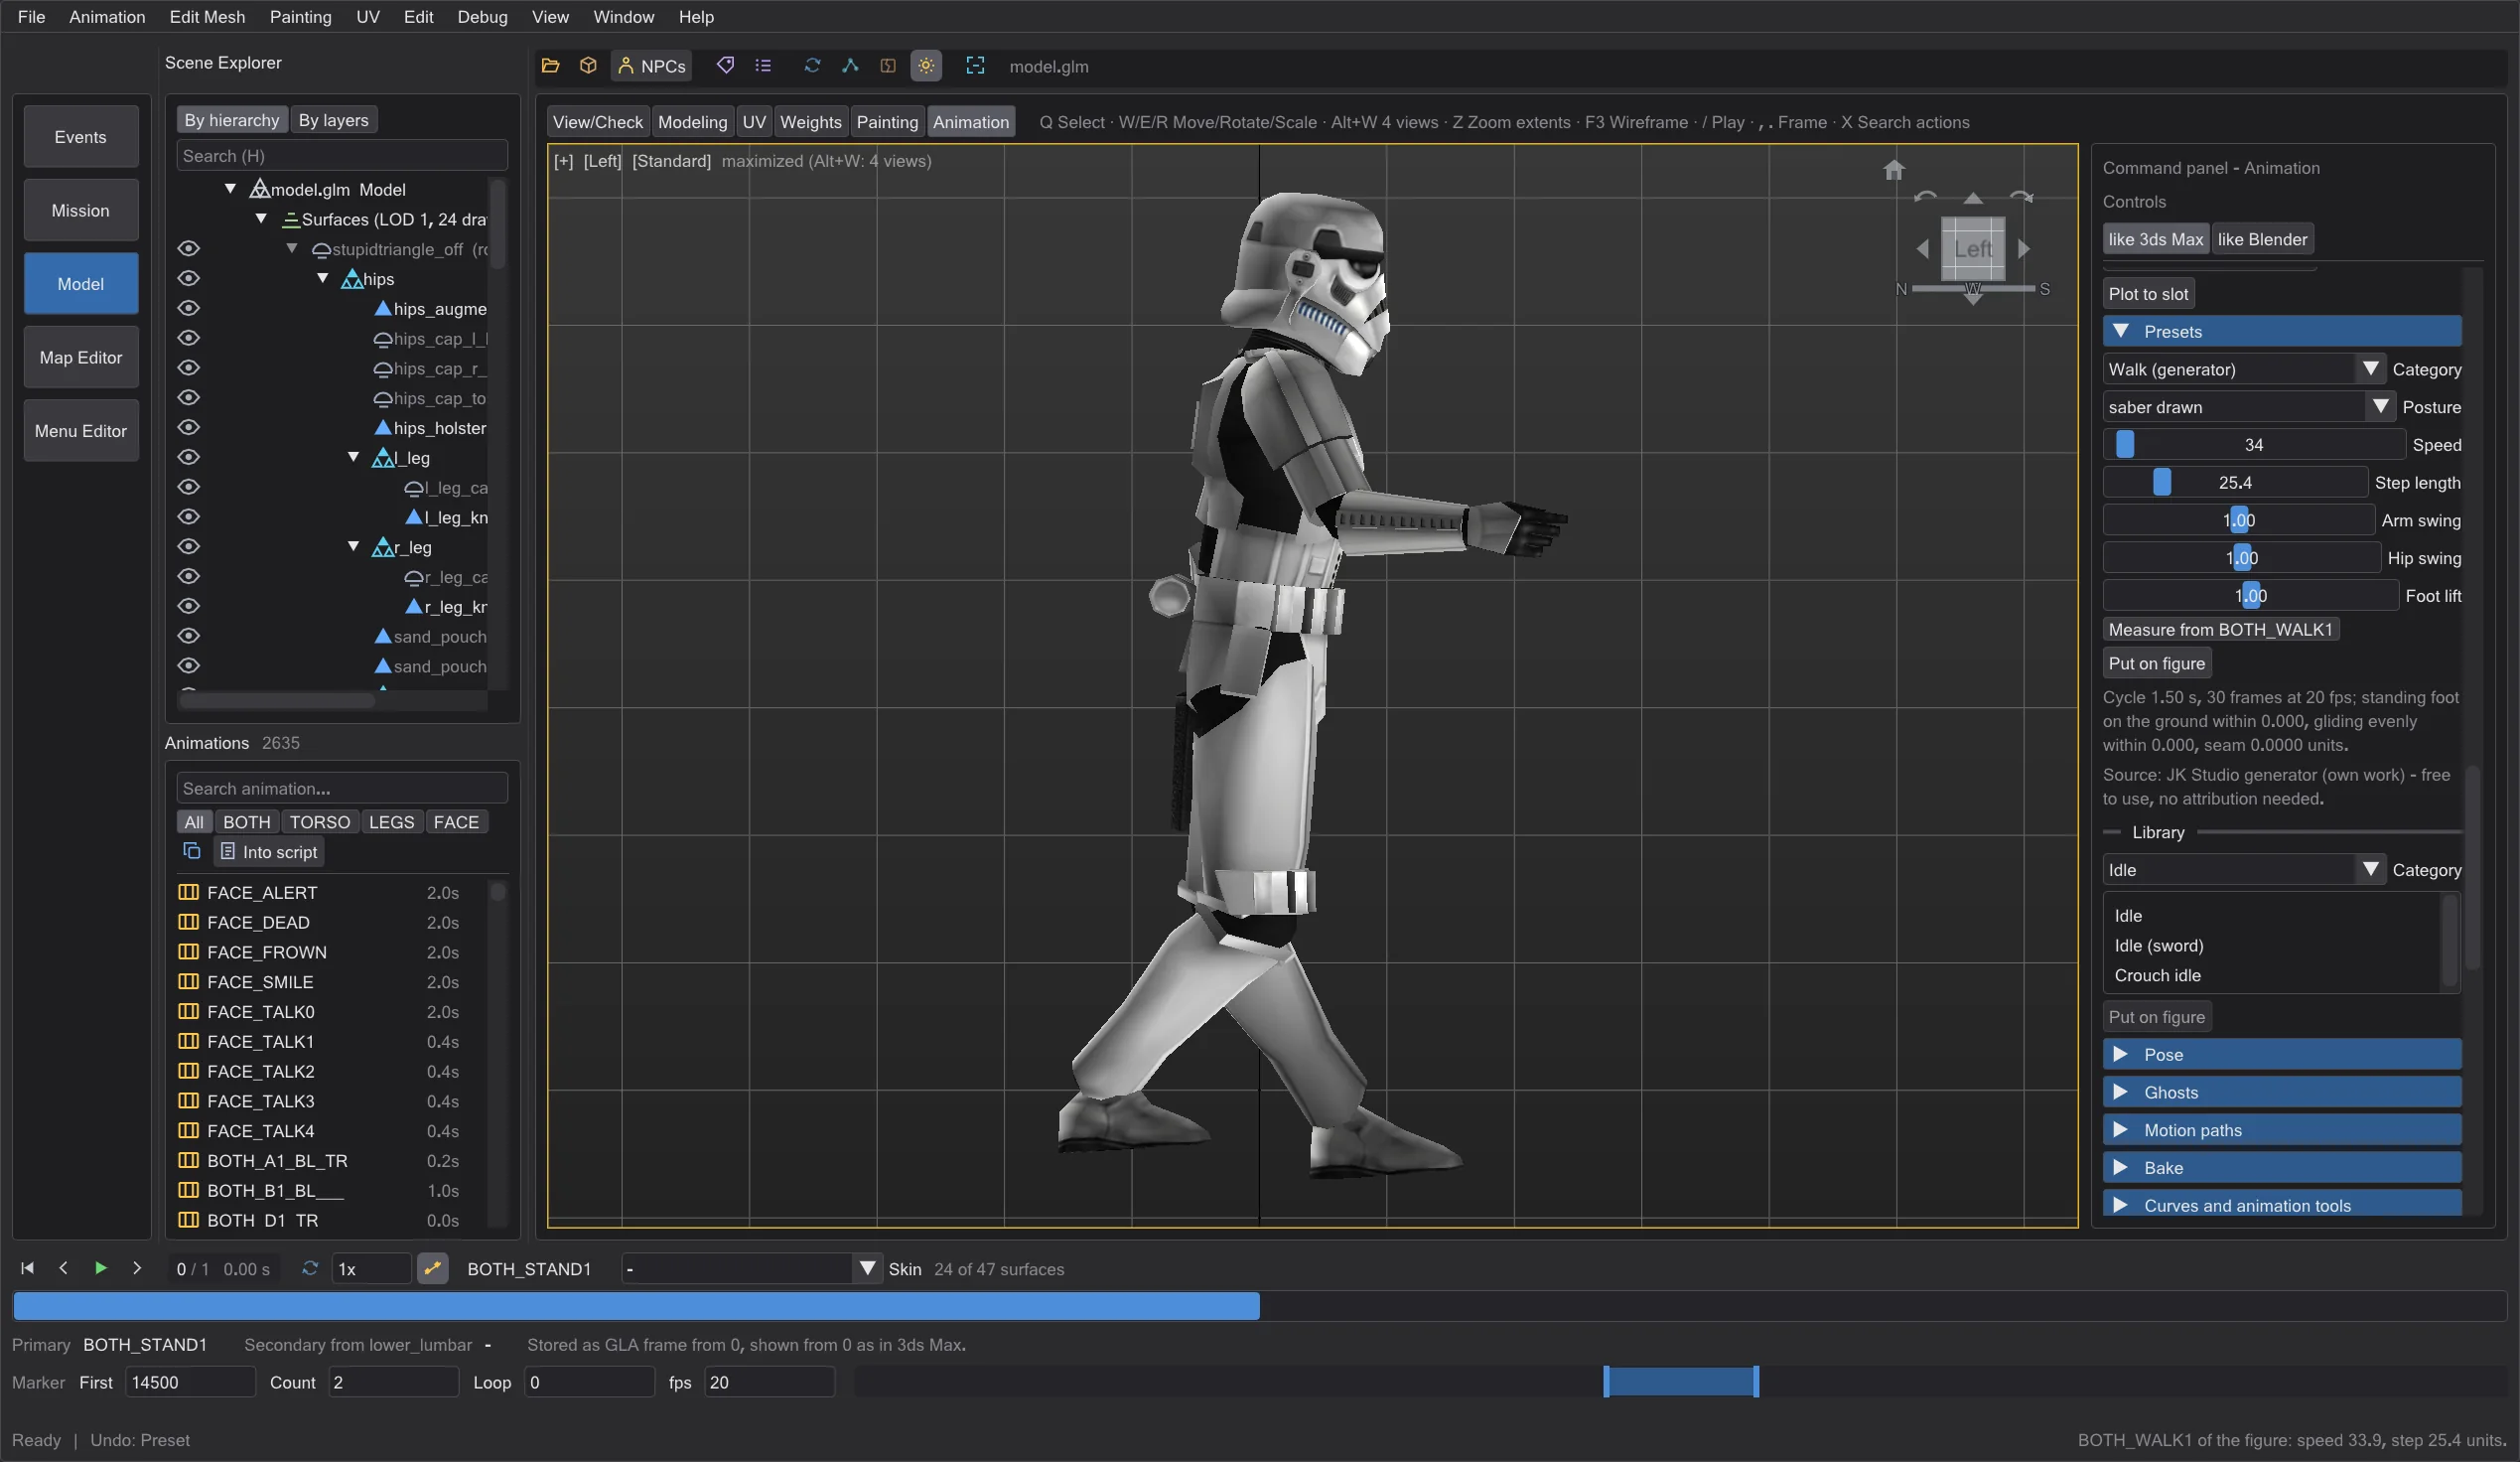 File Animation Edit Mesh Painting UV Edit Debug View Window Help
Scene Explorer
NPCs model.glm
Events
Mission
Model
Map Editor
Menu Editor
By hierarchy By layers
Search (H)
model.glm Model
Surfaces (LOD 1, 24 dra
stupidtriangle_off (ro
hips
hips_augme
hips_cap_l_l
hips_cap_r_
hips_cap_to
hips_holster
l_leg
l_leg_ca
l_leg_kn
r_leg
r_leg_ca
r_leg_kn
sand_pouch
sand_pouch
Animations 2635
Search animation...
All BOTH TORSO LEGS FACE
Into script
FACE_ALERT 2.0s
FACE_DEAD 2.0s
FACE_FROWN 2.0s
FACE_SMILE 2.0s
FACE_TALK0 2.0s
FACE_TALK1 0.4s
FACE_TALK2 0.4s
FACE_TALK3 0.4s
FACE_TALK4 0.4s
BOTH_A1_BL_TR 0.2s
BOTH_B1_BL___ 1.0s
BOTH D1 TR 0.0s
View/Check Modeling UV Weights Painting Animation Q Select · W/E/R Move/Rotate/Scale · Alt+W 4 views · Z Zoom extents · F3 Wireframe · / Play · , . Frame · X Search actions
[+] [Left] [Standard] maximized (Alt+W: 4 views)
Left
N W S
Command panel - Animation
Controls
like 3ds Max like Blender
Plot to slot
Presets
Walk (generator) Category
saber drawn Posture
34 Speed
25.4 Step length
1.00 Arm swing
1.00 Hip swing
1.00 Foot lift
Measure from BOTH_WALK1
Put on figure
Cycle 1.50 s, 30 frames at 20 fps; standing foot
on the ground within 0.000, gliding evenly
within 0.000, seam 0.0000 units.
Source: JK Studio generator (own work) - free
to use, no attribution needed.
Library
Idle Category
Idle
Idle (sword)
Crouch idle
Put on figure
Pose
Ghosts
Motion paths
Bake
Curves and animation tools
0 / 1 0.00 s 1x BOTH_STAND1 - Skin 24 of 47 surfaces
Primary BOTH_STAND1 Secondary from lower_lumbar - Stored as GLA frame from 0, shown from 0 as in 3ds Max.
Marker First 14500 Count 2 Loop 0 fps 20
Ready | Undo: Preset
BOTH_WALK1 of the figure: speed 33.9, step 25.4 units.